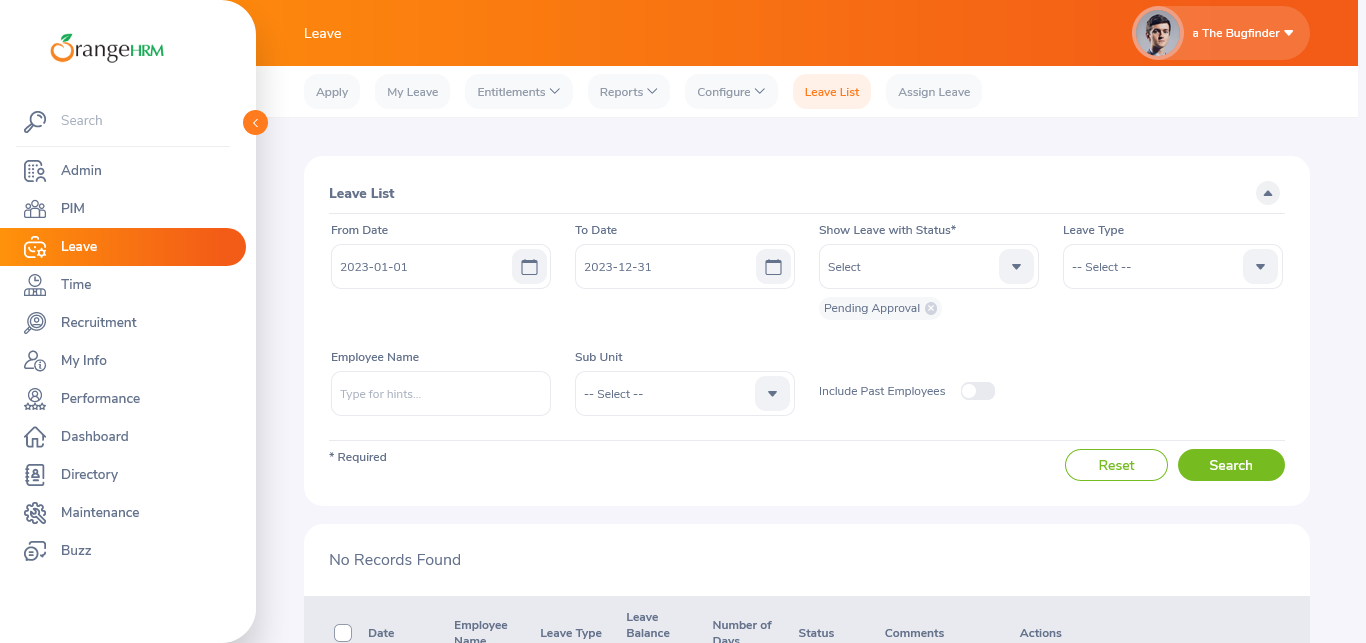 OrangeHRM
Leave
a The Bugfinder
Apply
My Leave
Entitlements
Reports
Configure
Leave List
Assign Leave
Search
Admin
PIM
Leave
Time
Recruitment
My Info
Performance
Dashboard
Directory
Maintenance
Buzz
Leave List
From Date
To Date
Show Leave with Status*
Leave Type
2023-01-01
2023-12-31
Select
-- Select --
Pending Approval
Employee Name
Sub Unit
Type for hints...
-- Select --
Include Past Employees
* Required
Reset
Search
No Records Found
Date
Employee
Name
Leave Type
Leave
Balance
Number of
Days
Status
Comments
Actions